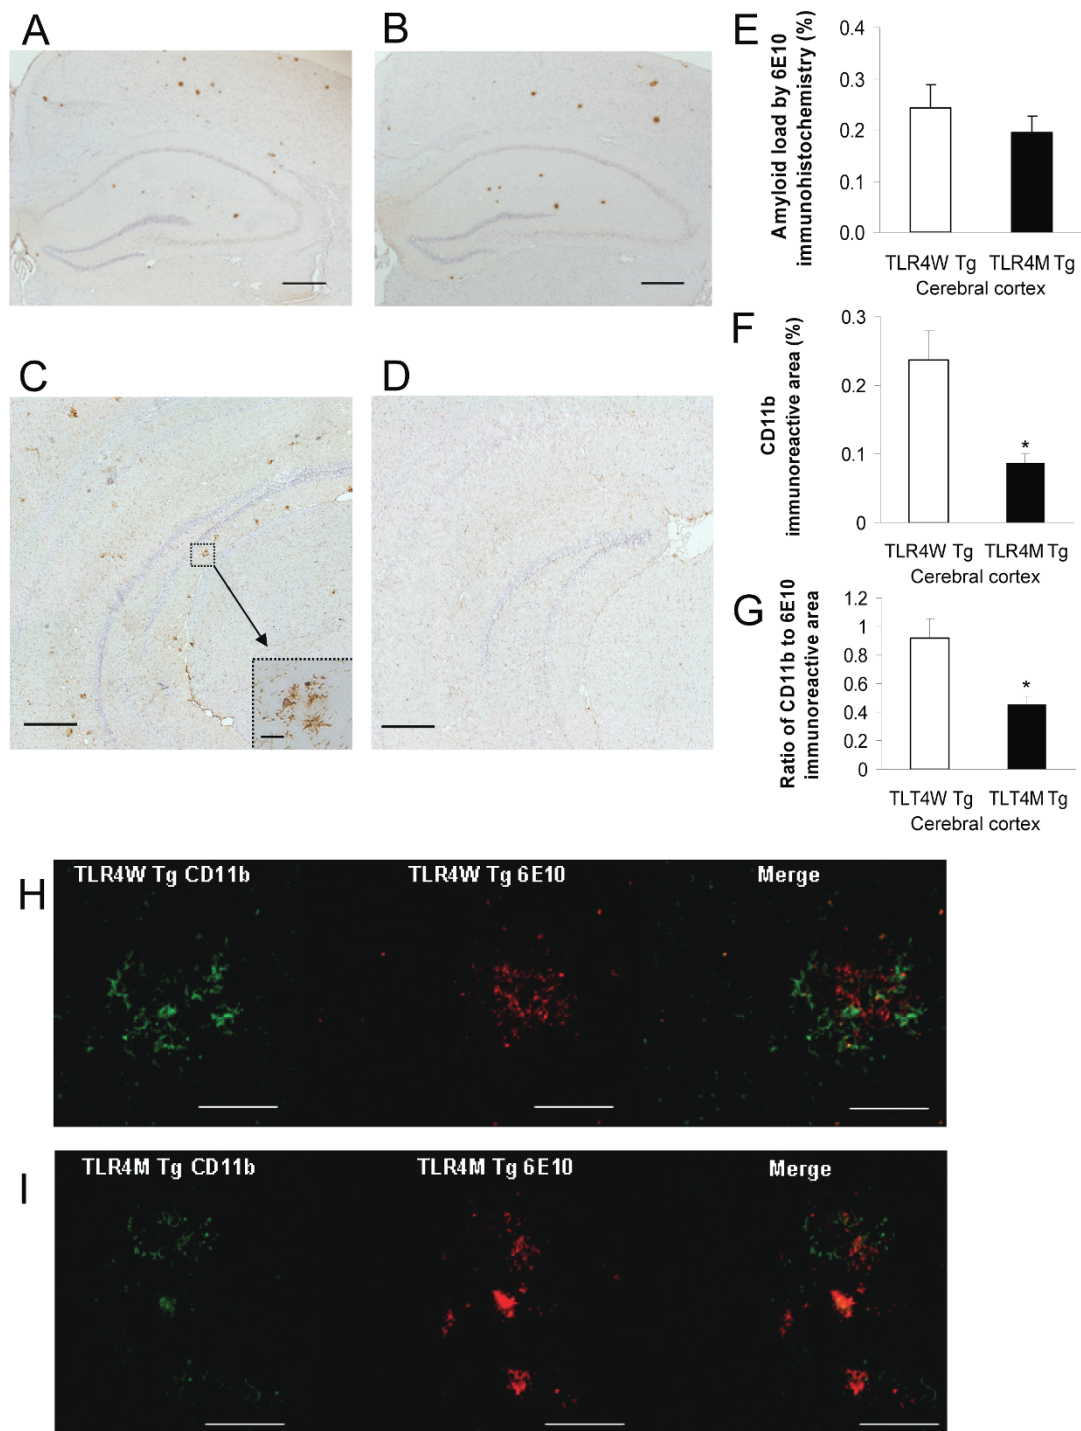 A
B
E
Amyloid load by 6E10
immunohistochemistry (%)
0.4
0.3
0.2
0.1
0.0
TLR4W Tg TLR4M Tg
Cerebral cortex
C
D
F
CD11b
immunoreactive area (%)
0.3
0.2
0.1
0
*
TLR4W Tg TLR4M Tg
Cerebral cortex
G
Ratio of CD11b to 6E10
immunoreactive area
1.2
1
0.8
0.6
0.4
0.2
0
*
TLT4W Tg TLT4M Tg
Cerebral cortex
H
TLR4W Tg CD11b TLR4W Tg 6E10 Merge
I
TLR4M Tg CD11b TLR4M Tg 6E10 Merge